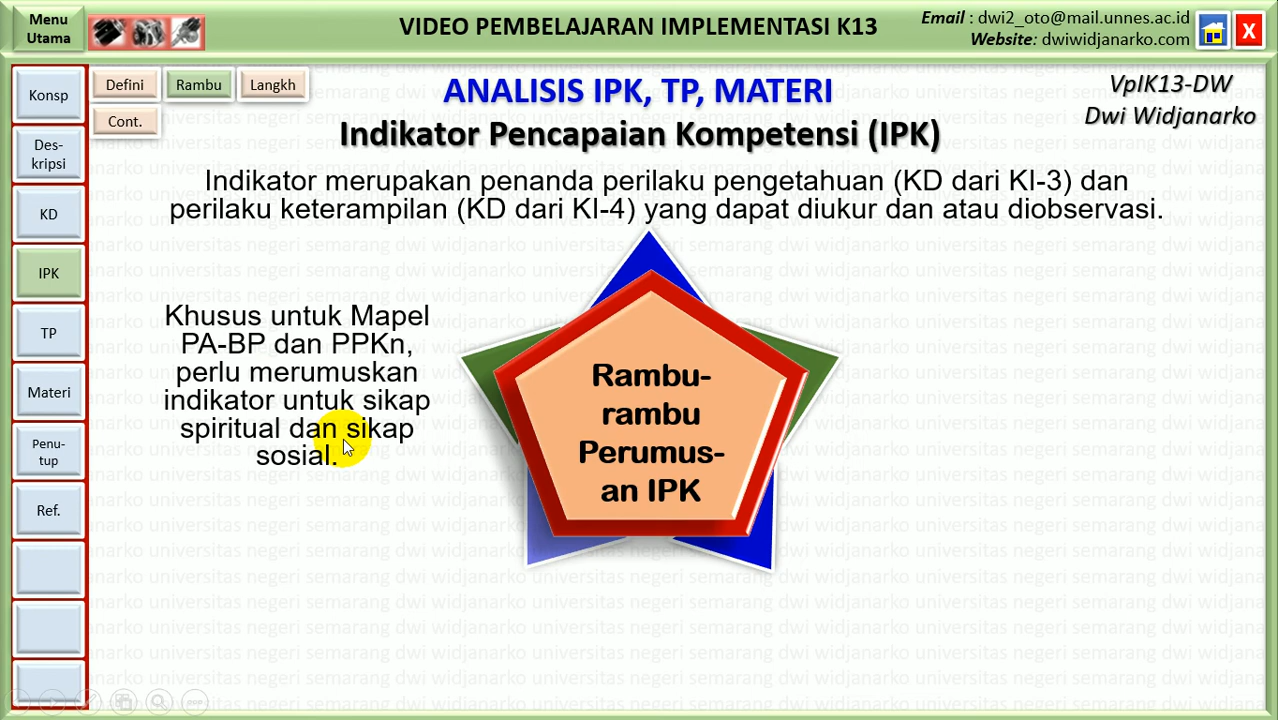 Menu
Utama
VIDEO PEMBELAJARAN IMPLEMENTASI K13
Email : dwi2_oto@mail.unnes.ac.id
Website: dwiwidjanarko.com
X
Konsp
Des-
kripsi
KD
IPK
TP
Materi
Penu-
tup
Ref.
Defini
Rambu
Langkh
Cont.
ANALISIS IPK, TP, MATERI
Indikator Pencapaian Kompetensi (IPK)
VpIK13-DW
Dwi Widjanarko
Indikator merupakan penanda perilaku pengetahuan (KD dari KI-3) dan
perilaku keterampilan (KD dari KI-4) yang dapat diukur dan atau diobservasi.
Khusus untuk Mapel
PA-BP dan PPKn,
perlu merumuskan
indikator untuk sikap
spiritual dan sikap
sosial.
Rambu-
rambu
Perumus-
an IPK